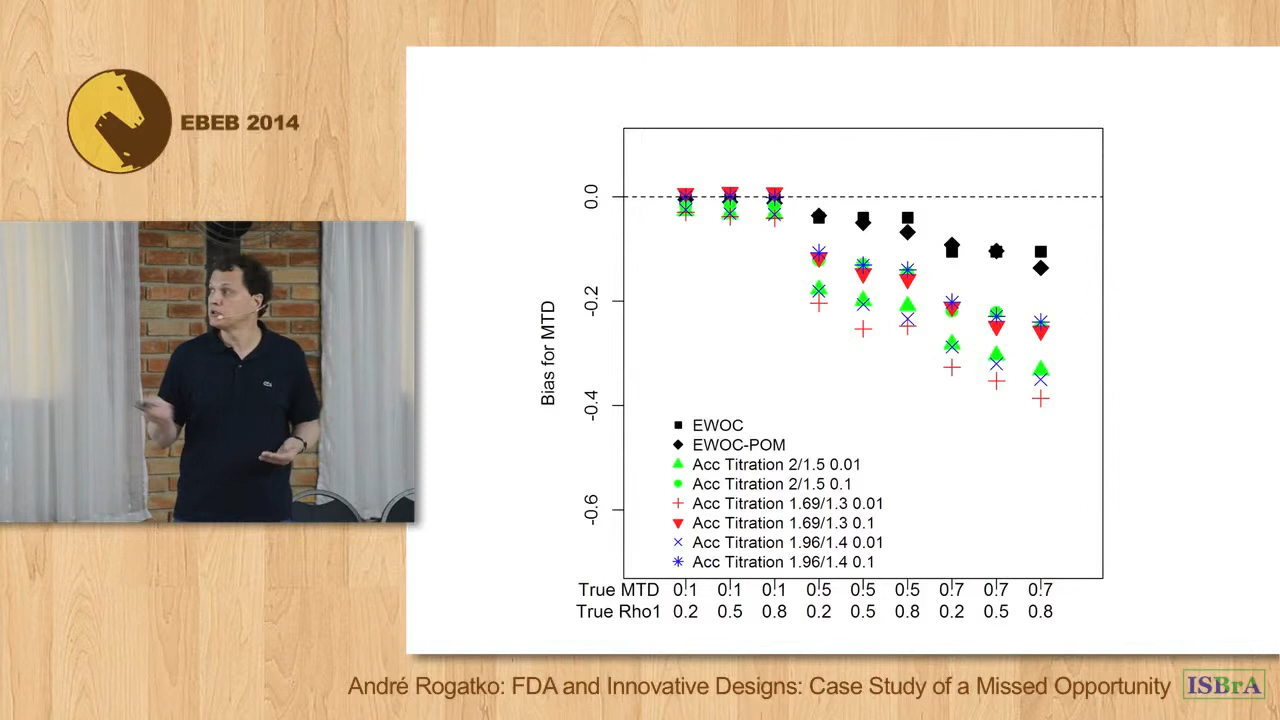 EBEB 2014
0.0
-0.2
-0.4
-0.6
Bias for MTD
EWOC
EWOC-POM
Acc Titration 2/1.5 0.01
Acc Titration 2/1.5 0.1
Acc Titration 1.69/1.3 0.01
Acc Titration 1.69/1.3 0.1
Acc Titration 1.96/1.4 0.01
Acc Titration 1.96/1.4 0.1
True MTD 0.1 0.1 0.1 0.5 0.5 0.5 0.7 0.7 0.7
True Rho1 0.2 0.5 0.8 0.2 0.5 0.8 0.2 0.5 0.8
André Rogatko: FDA and Innovative Designs: Case Study of a Missed Opportunity
ISBrA